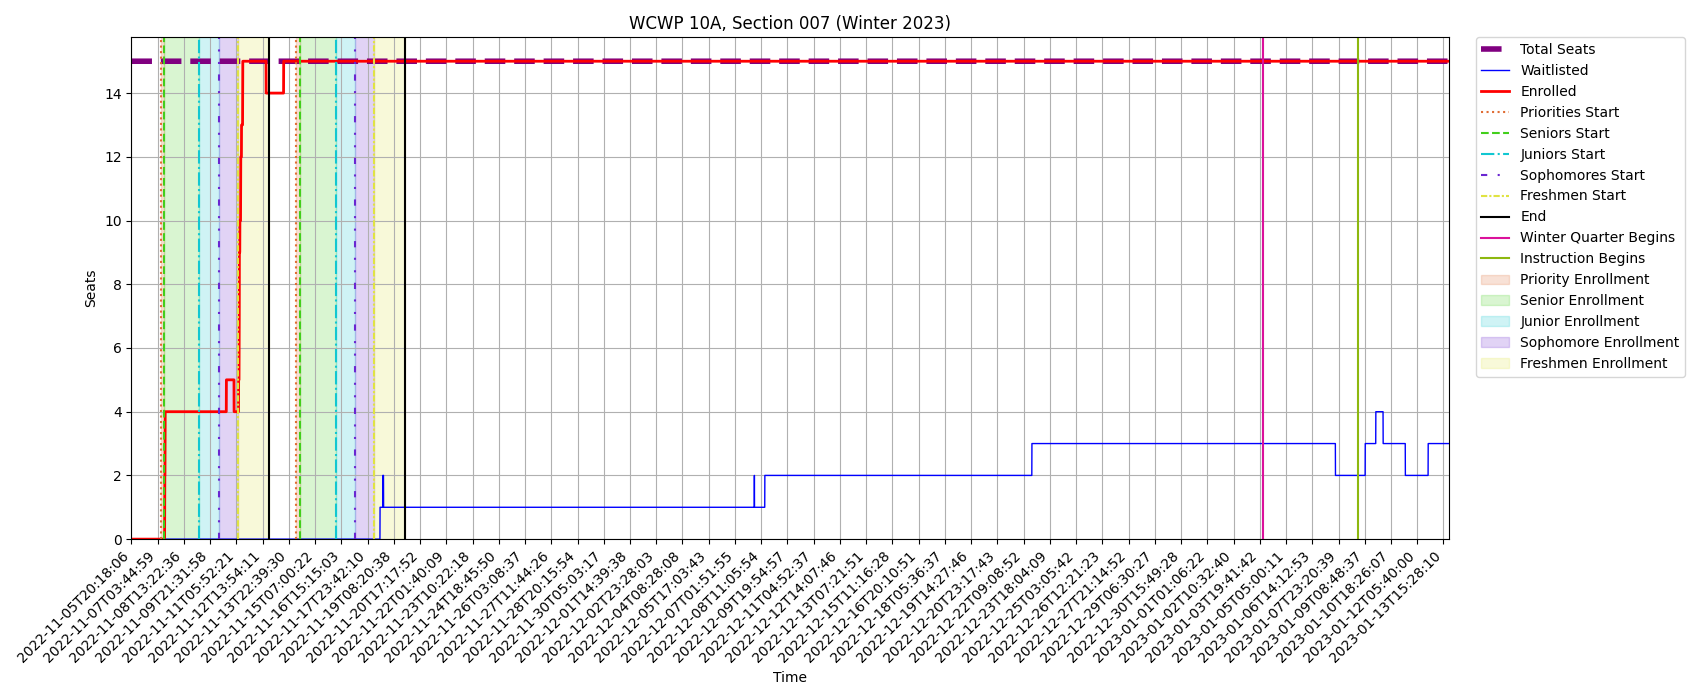 WCWP 10A, Section 007 (Winter 2023)
Seats
14
12
10
8
6
4
2
0
2022-11-05T20:18:06
2022-11-07T03:44:59
2022-11-08T13:22:36
2022-11-09T21:31:58
2022-11-11T05:52:21
2022-11-12T13:54:11
2022-11-13T22:39:30
2022-11-15T07:00:22
2022-11-16T15:15:03
2022-11-17T23:42:10
2022-11-19T08:20:38
2022-11-20T17:17:52
2022-11-22T01:40:09
2022-11-23T10:22:18
2022-11-24T18:45:50
2022-11-26T03:08:37
2022-11-27T11:44:26
2022-11-28T20:15:54
2022-11-30T05:03:17
2022-12-01T14:39:38
2022-12-02T23:28:03
2022-12-04T08:28:08
2022-12-05T17:03:43
2022-12-07T01:51:55
2022-12-08T11:05:54
2022-12-09T19:54:57
2022-12-11T04:52:37
2022-12-12T14:07:46
2022-12-13T17:21:51
2022-12-15T11:16:28
2022-12-16T20:10:51
2022-12-18T05:36:37
2022-12-19T14:27:46
2022-12-20T23:17:43
2022-12-22T09:08:52
2022-12-23T18:04:09
2022-12-25T03:05:42
2022-12-26T12:21:23
2022-12-27T21:14:52
2022-12-29T06:30:27
2022-12-30T15:49:28
2023-01-01T01:06:22
2023-01-02T10:32:40
2023-01-03T19:41:42
2023-01-05T05:00:11
2023-01-06T14:12:53
2023-01-07T23:20:39
2023-01-09T08:48:37
2023-01-10T18:26:07
2023-01-12T05:40:00
2023-01-13T15:28:10
Time
Total Seats
Waitlisted
Enrolled
Priorities Start
Seniors Start
Juniors Start
Sophomores Start
Freshmen Start
End
Winter Quarter Begins
Instruction Begins
Priority Enrollment
Senior Enrollment
Junior Enrollment
Sophomore Enrollment
Freshmen Enrollment